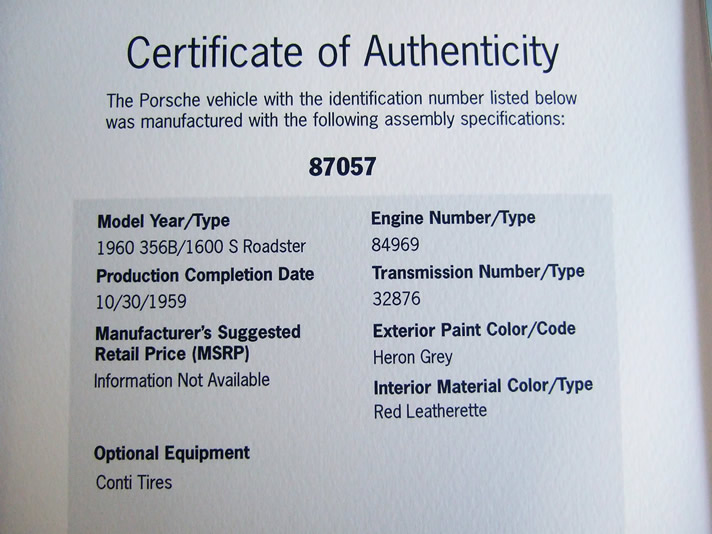 Certificate of Authenticity
The Porsche vehicle with the identification number listed below
was manufactured with the following assembly specifications:
87057
Model Year/Type
1960 356B/1600 S Roadster
Production Completion Date
10/30/1959
Manufacturer's Suggested
Retail Price (MSRP)
Information Not Available
Optional Equipment
Conti Tires
Engine Number/Type
84969
Transmission Number/Type
32876
Exterior Paint Color/Code
Heron Grey
Interior Material Color/Type
Red Leatherette